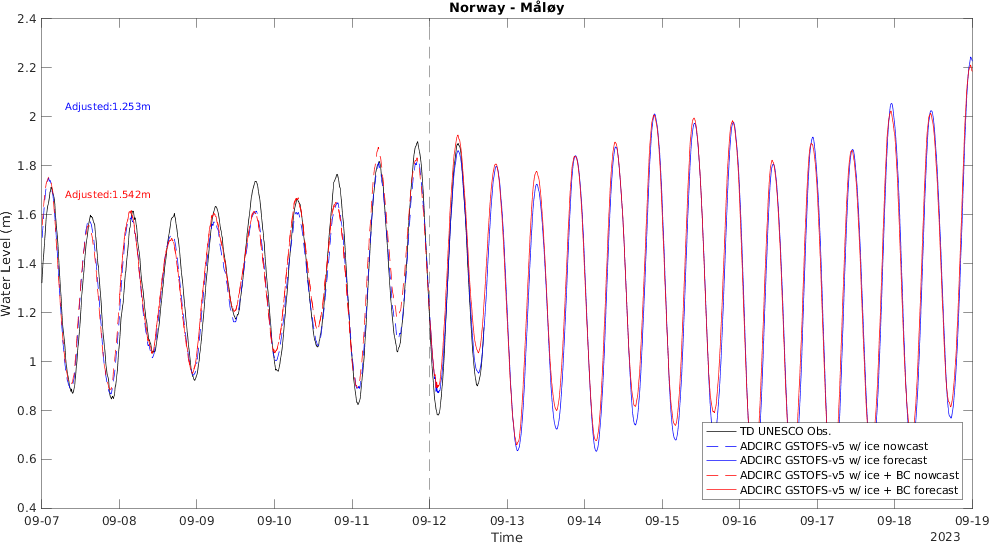 Norway - Måløy
2.4
2.2
2
1.8
1.6
1.4
1.2
1
0.8
0.6
0.4
Water Level (m)
Adjusted:1.253m
Adjusted:1.542m
TD UNESCO Obs.
ADCIRC GSTOFS-v5 w/ ice nowcast
ADCIRC GSTOFS-v5 w/ ice forecast
ADCIRC GSTOFS-v5 w/ ice + BC nowcast
ADCIRC GSTOFS-v5 w/ ice + BC forecast
09-07 09-08 09-09 09-10 09-11 09-12 09-13 09-14 09-15 09-16 09-17 09-18 09-19
Time
2023